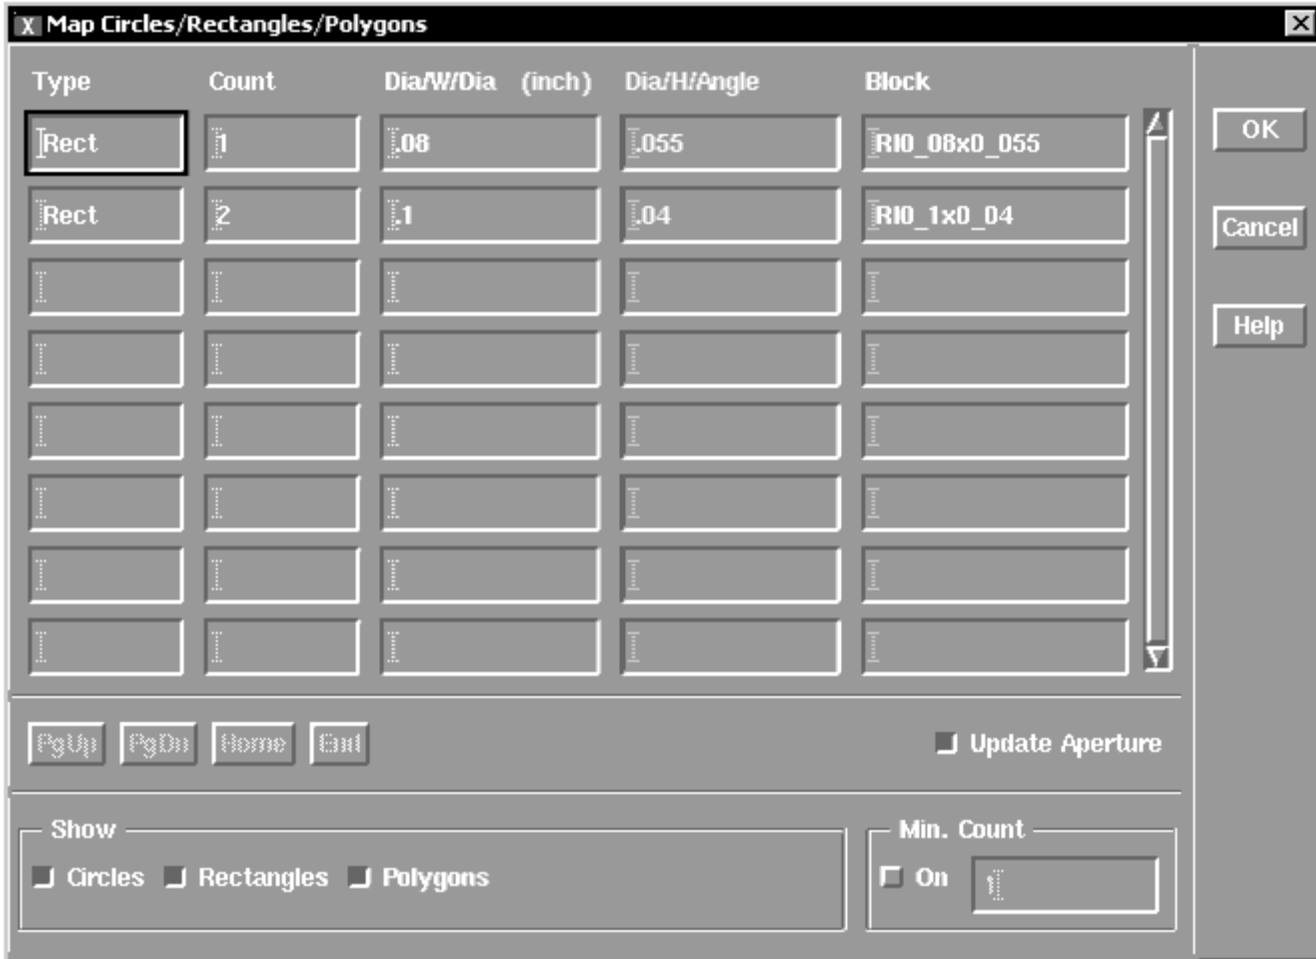 X Map Circles/Rectangles/Polygons X
Type Count Dia/W/Dia (inch) Dia/H/Angle Block
Rect 1 .08 .055 RI0_08x0_055 OK
Rect 2 .1 .04 RI0_1x0_04 Cancel
Help
PgUp PgDn Home End Update Aperture
Show Min. Count
Circles Rectangles Polygons On 1